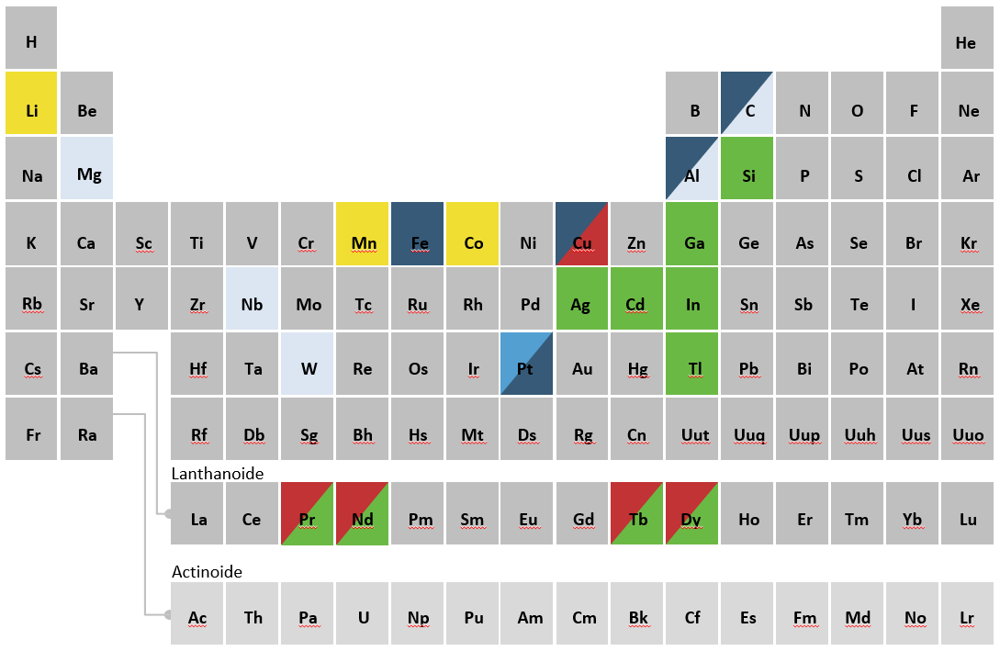 H He
Li Be B C N O F Ne
Na Mg Al Si P S Cl Ar
K Ca Sc Ti V Cr Mn Fe Co Ni Cu Zn Ga Ge As Se Br Kr
Rb Sr Y Zr Nb Mo Tc Ru Rh Pd Ag Cd In Sn Sb Te I Xe
Cs Ba Hf Ta W Re Os Ir Pt Au Hg Tl Pb Bi Po At Rn
Fr Ra Rf Db Sg Bh Hs Mt Ds Rg Cn Uut Uuq Uup Uuh Uus Uuo
Lanthanoide
La Ce Pr Nd Pm Sm Eu Gd Tb Dy Ho Er Tm Yb Lu
Actinoide
Ac Th Pa U Np Pu Am Cm Bk Cf Es Fm Md No Lr